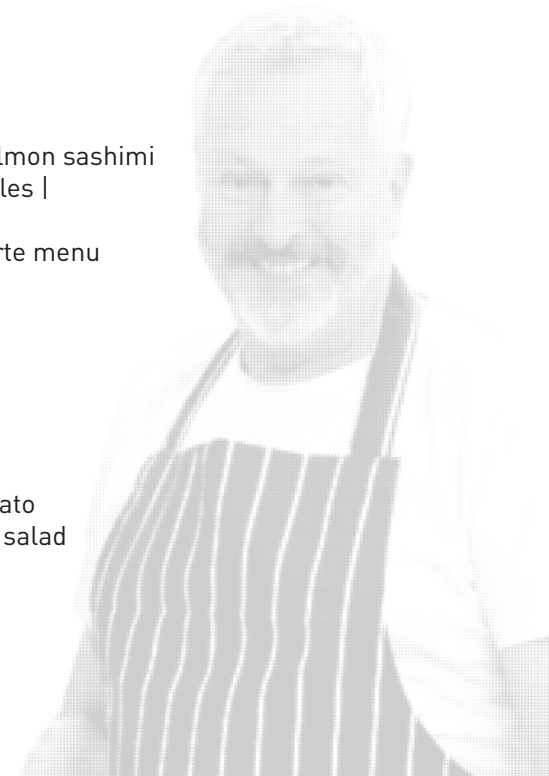 lmon sashimi
les |
rte menu
ato
salad